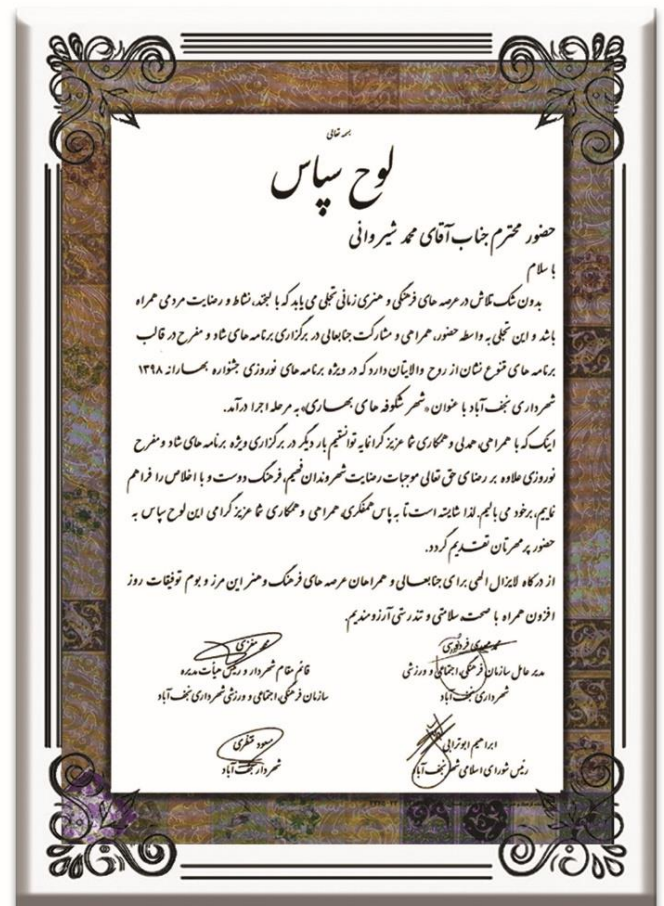 بسمه تعالی
لوح سپاس
حضور محترم جناب آقای محمد شیروانی
با سلام
بدون شک تلاش در عرصه های فرهنگی و هنری زمانی تجلی می یابد که با لبخند، نشاط و رضایت مردمی همراه
باشد و این تجلی به واسطه حضور، همراهی و مشارکت جنابعالی در برگزاری برنامه های شاد و مفرح در قالب
برنامه های متنوع نشان از روح والایتان دارد که در ویژه برنامه های نوروزی جشنواره بهارانه ۱۳۹۸
شهرداری نجف آباد با عنوان «شهر شکوفه های بهاری» به مرحله اجرا درآمد.
اینک که با همراهی، همدلی و همکاری شما عزیز گرانمایه توانستیم بار دیگر در برگزاری ویژه برنامه های شاد و مفرح
نوروزی علاوه بر رضای حق تعالی موجبات رضایت شهروندان فهیم، فرهنگ دوست و با اخلاص را فراهم
نماییم، برخود می بالیم. لذا شایسته است تا به پاس همفکری، همراهی و همکاری شما عزیز گرامی این لوح سپاس به
حضور پر مهرتان تقدیم گردد.
از درگاه لایزال الهی برای جنابعالی و همراهان عرصه های فرهنگ و هنر این مرز و بوم توفیقات روز
افزون همراه با صحت، سلامتی و تندرستی آرزومندیم.
محمد مهدی
مدیر عامل سازمان فرهنگی، اجتماعی و ورزشی
شهرداری نجف آباد
قائم مقام شهردار و رئیس هیأت مدیره
سازمان فرهنگی، اجتماعی و ورزشی شهرداری نجف آباد
ابراهیم ابوترابی
رئیس شورای اسلامی شهر نجف آباد
مسعود منتظری
شهردار نجف آباد